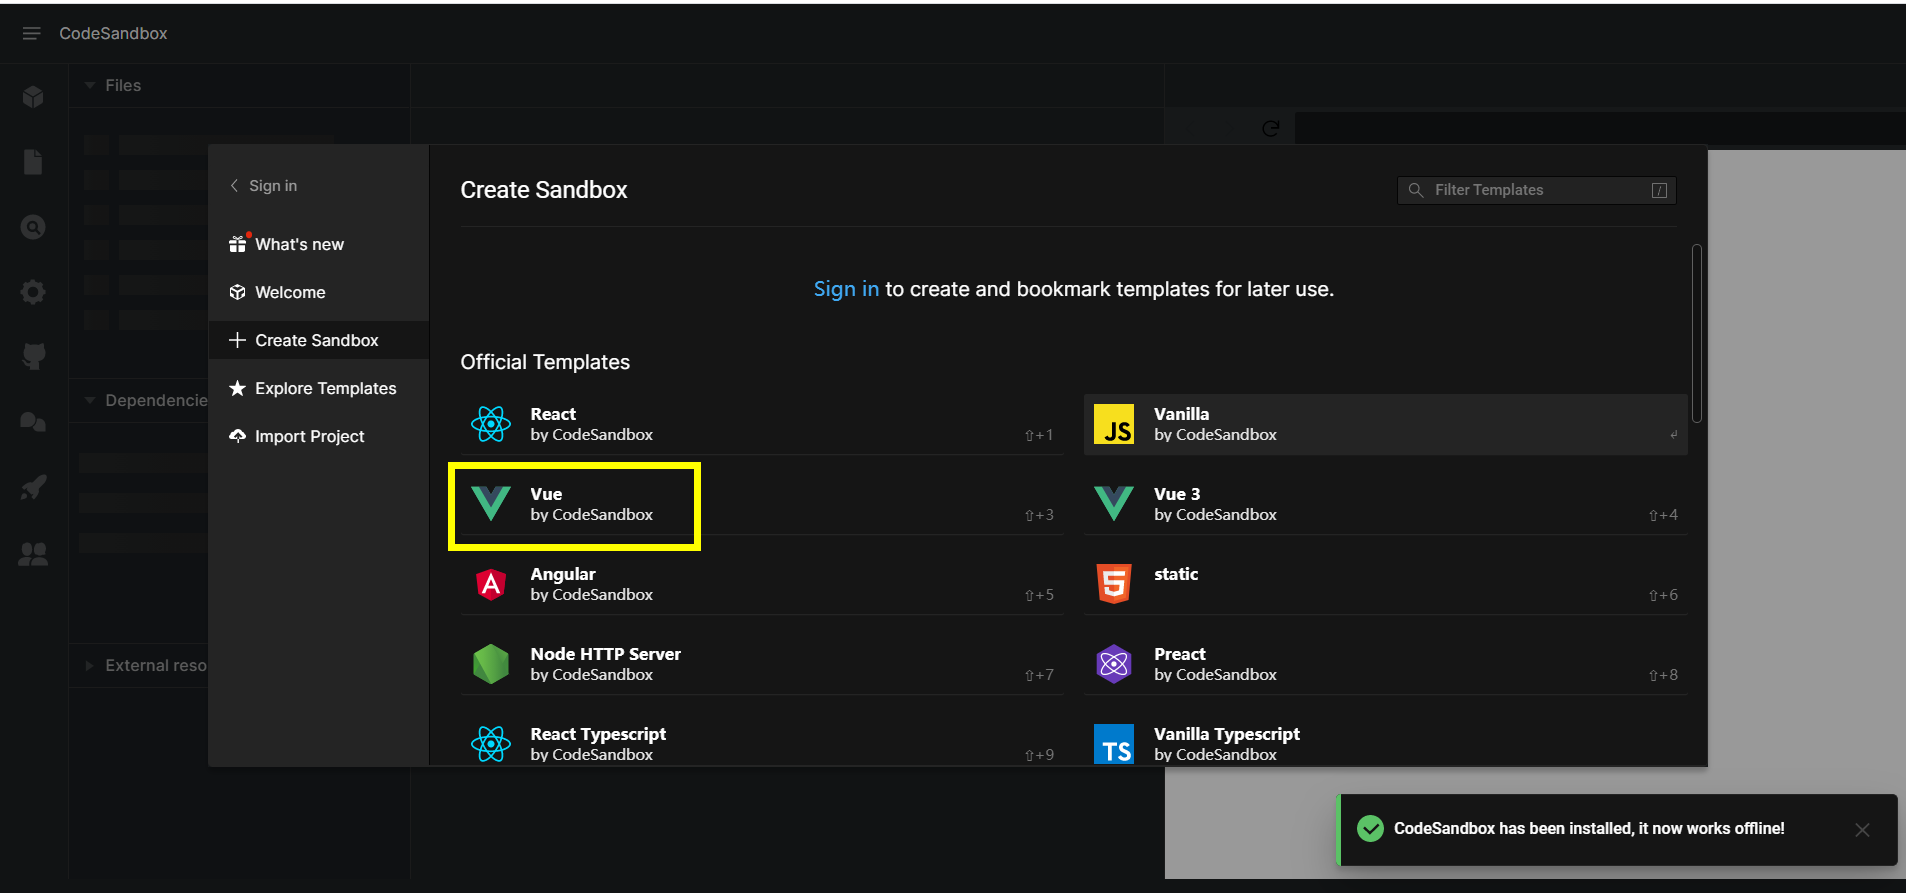 CodeSandbox
Files
Sign in
Create Sandbox
Filter Templates
/
What's new
Welcome
Sign in to create and bookmark templates for later use.
Create Sandbox
Official Templates
Explore Templates
Dependencie
Import Project
React
by CodeSandbox
⇧+1
JS
Vanilla
by CodeSandbox
↵
Vue
by CodeSandbox
⇧+3
Vue 3
by CodeSandbox
⇧+4
A
Angular
by CodeSandbox
⇧+5
5
static
⇧+6
External reso
Node HTTP Server
by CodeSandbox
⇧+7
Preact
by CodeSandbox
⇧+8
React Typescript
by CodeSandbox
⇧+9
TS
Vanilla Typescript
by CodeSandbox
CodeSandbox has been installed, it now works offline!